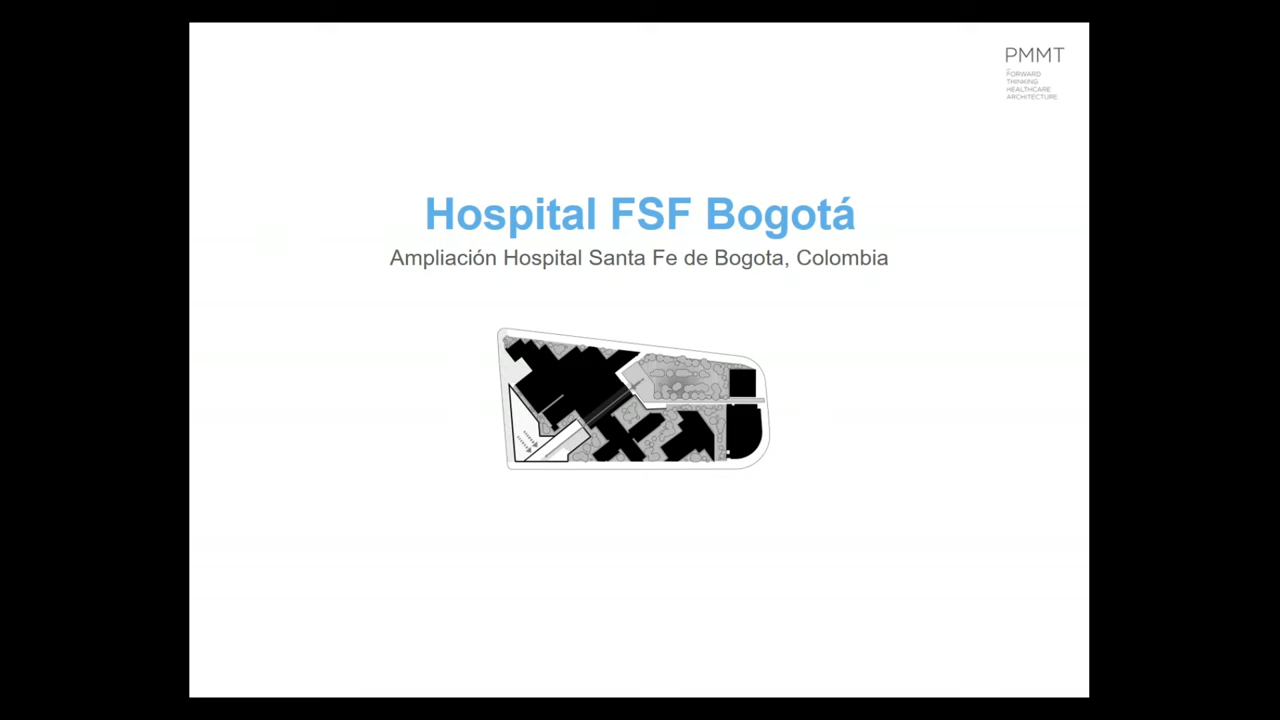 PMMT
FORWARD
THINKING
HEALTHCARE
ARCHITECTURE
Hospital FSF Bogotá
Ampliación Hospital Santa Fe de Bogota, Colombia